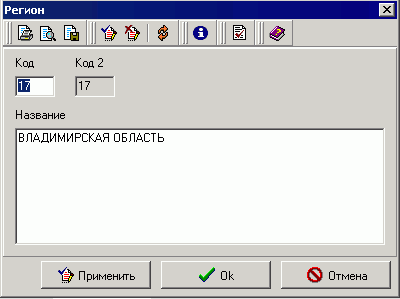 Регион
Код Код 2
17 17
Название
ВЛАДИМИРСКАЯ ОБЛАСТЬ
Применить Ok Отмена